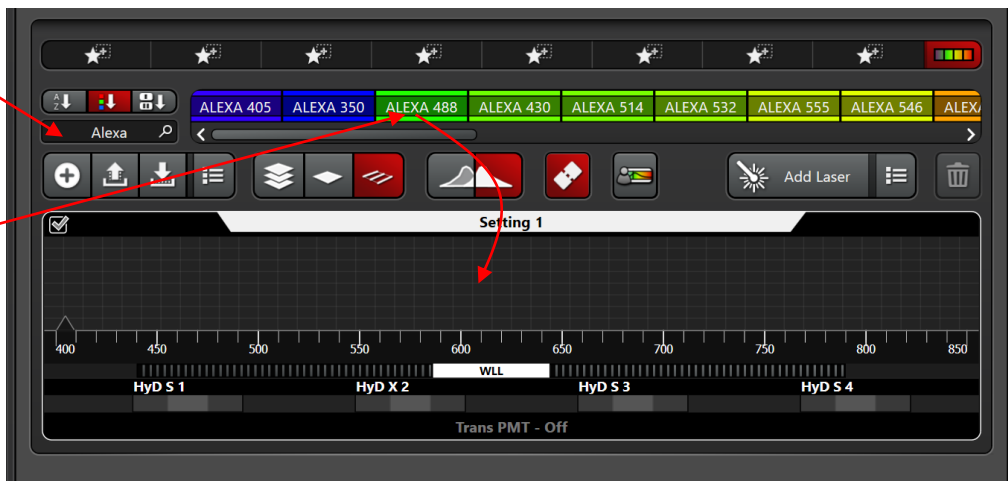 A Z
Alexa
ALEXA 405 ALEXA 350 ALEXA 488 ALEXA 430 ALEXA 514 ALEXA 532 ALEXA 555 ALEXA 546 ALEXA
Add Laser
Setting 1
400 450 500 550 600 650 700 750 800 850
WLL
HyD S 1 HyD X 2 HyD S 3 HyD S 4
Trans PMT - Off